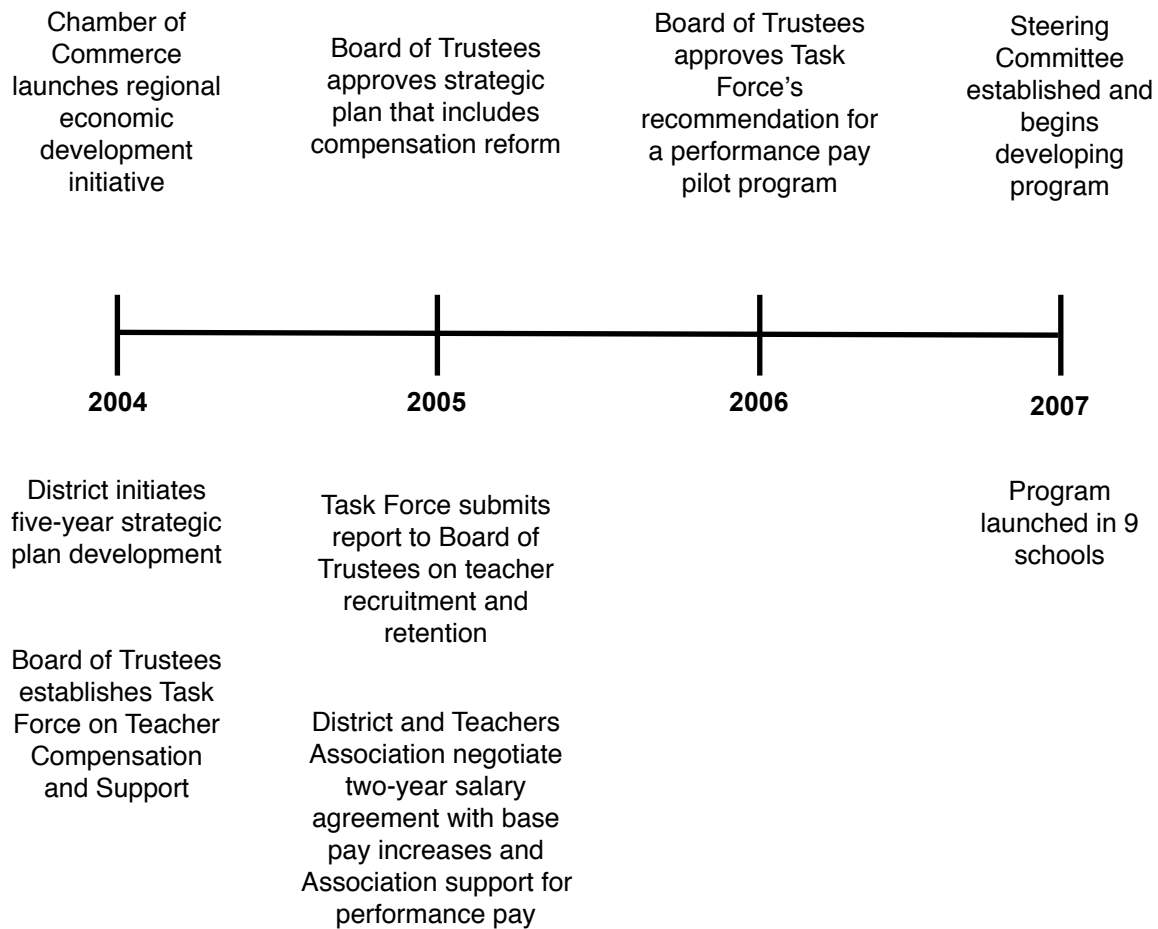 Chamber of
Commerce
launches regional
economic
development
initiative
Board of Trustees
approves strategic
plan that includes
compensation reform
Board of Trustees
approves Task
Force's
recommendation for
a performance pay
pilot program
Steering
Committee
established and
begins
developing
program
2004
2005
2006
2007
District initiates
five-year strategic
plan development
Board of Trustees
establishes Task
Force on Teacher
Compensation
and Support
Task Force submits
report to Board of
Trustees on teacher
recruitment and
retention
District and Teachers
Association negotiate
two-year salary
agreement with base
pay increases and
Association support for
performance pay
Program
launched in 9
schools